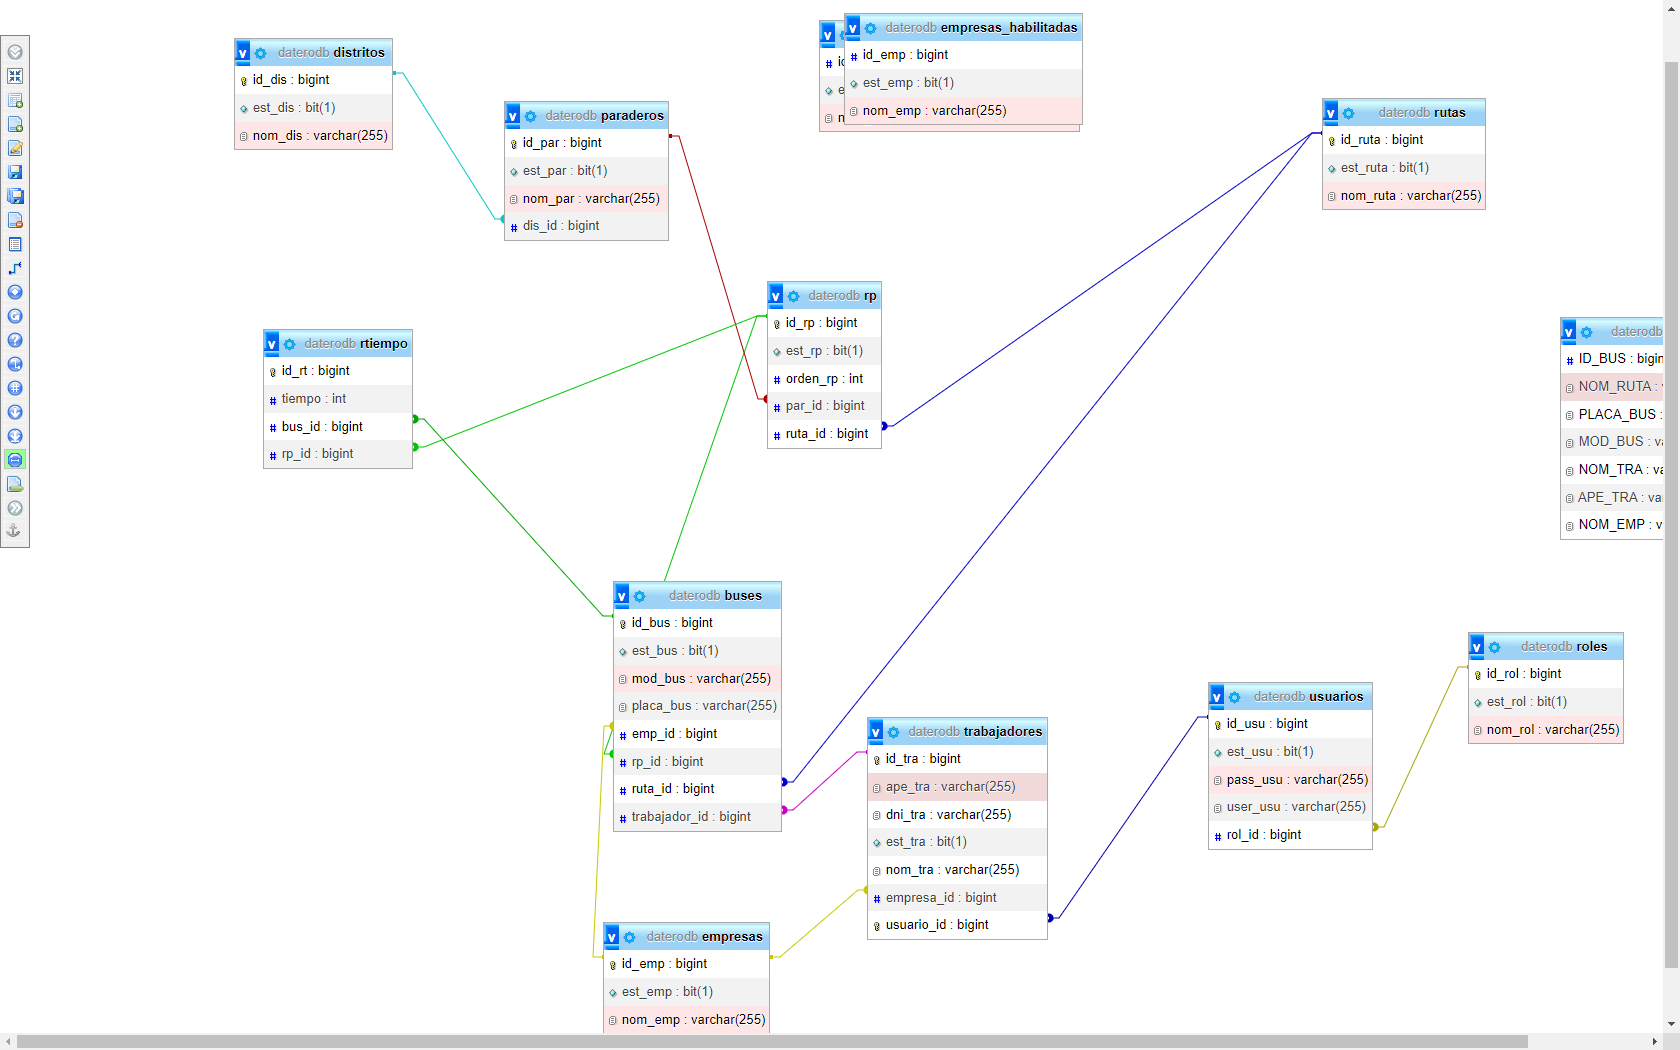 daterodb distritos
id_dis : bigint
est_dis : bit(1)
nom_dis : varchar(255)
daterodb paraderos
id_par : bigint
est_par : bit(1)
nom_par : varchar(255)
dis_id : bigint
daterodb empresas_habilitadas
id_emp : bigint
est_emp : bit(1)
nom_emp : varchar(255)
daterodb rutas
id_ruta : bigint
est_ruta : bit(1)
nom_ruta : varchar(255)
daterodb rp
id_rp : bigint
est_rp : bit(1)
orden_rp : int
par_id : bigint
ruta_id : bigint
daterodb rtiempo
id_rt : bigint
tiempo : int
bus_id : bigint
rp_id : bigint
daterodb
ID_BUS :
NOM_RUTA :
PLACA_BUS :
MOD_BUS :
NOM_TRA :
APE_TRA :
NOM_EMP :
daterodb buses
id_bus : bigint
est_bus : bit(1)
mod_bus : varchar(255)
placa_bus : varchar(255)
emp_id : bigint
rp_id : bigint
ruta_id : bigint
trabajador_id : bigint
daterodb trabajadores
id_tra : bigint
ape_tra : varchar(255)
dni_tra : varchar(255)
est_tra : bit(1)
nom_tra : varchar(255)
empresa_id : bigint
usuario_id : bigint
daterodb usuarios
id_usu : bigint
est_usu : bit(1)
pass_usu : varchar(255)
user_usu : varchar(255)
rol_id : bigint
daterodb roles
id_rol : bigint
est_rol : bit(1)
nom_rol : varchar(255)
daterodb empresas
id_emp : bigint
est_emp : bit(1)
nom_emp : varchar(255)